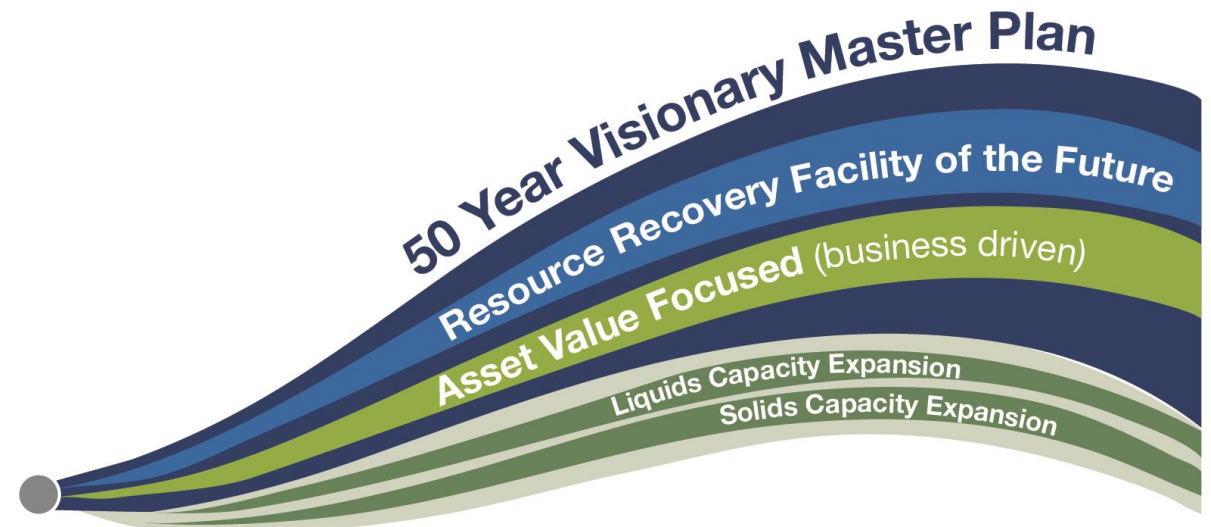 50 Year Visionary Master Plan
Resource Recovery Facility of the Future
Asset Value Focused (business driven)
Liquids Capacity Expansion
Solids Capacity Expansion